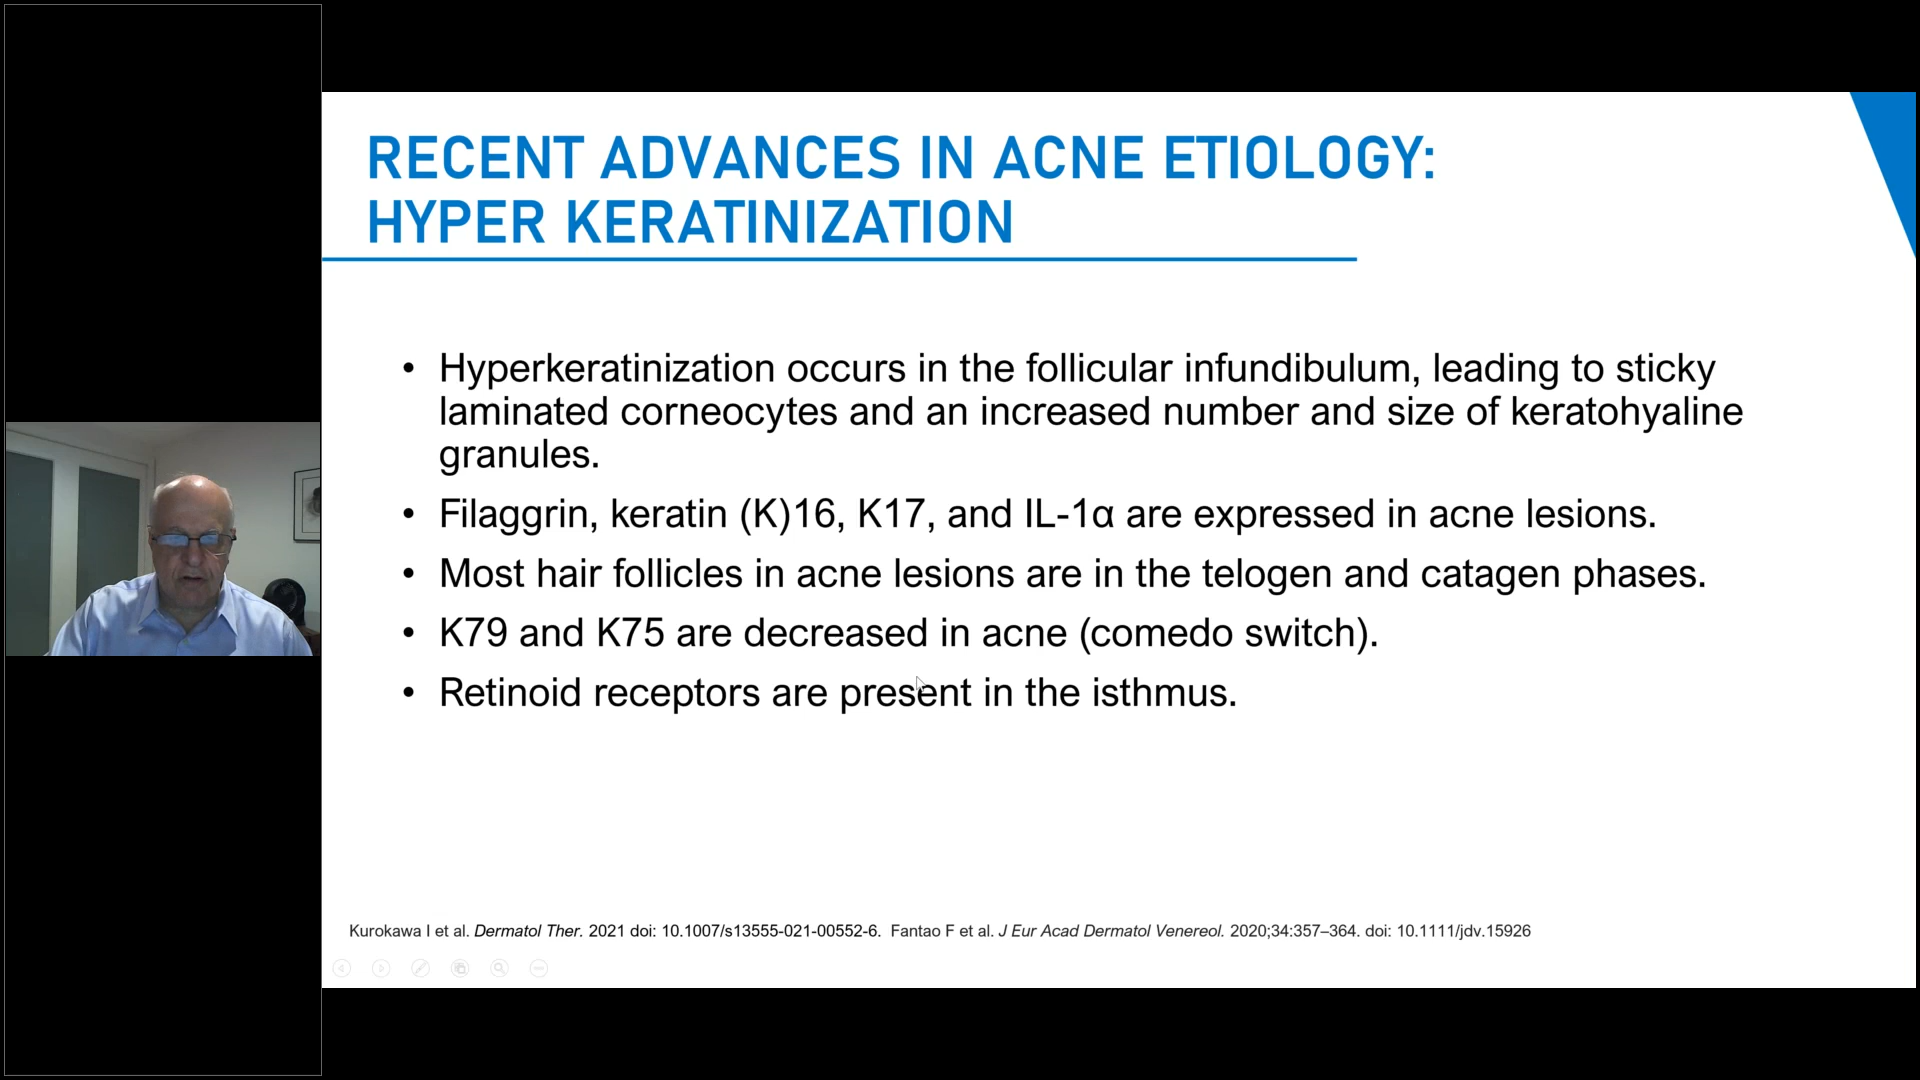 RECENT ADVANCES IN ACNE ETIOLOGY:
HYPER KERATINIZATION
• Hyperkeratinization occurs in the follicular infundibulum, leading to sticky
laminated corneocytes and an increased number and size of keratohyaline
granules.
• Filaggrin, keratin (K)16, K17, and IL-1α are expressed in acne lesions.
• Most hair follicles in acne lesions are in the telogen and catagen phases.
• K79 and K75 are decreased in acne (comedo switch).
• Retinoid receptors are present in the isthmus.
Kurokawa I et al. Dermatol Ther. 2021 doi: 10.1007/s13555-021-00552-6. Fantao F et al. J Eur Acad Dermatol Venereol. 2020;34:357–364. doi: 10.1111/jdv.15926